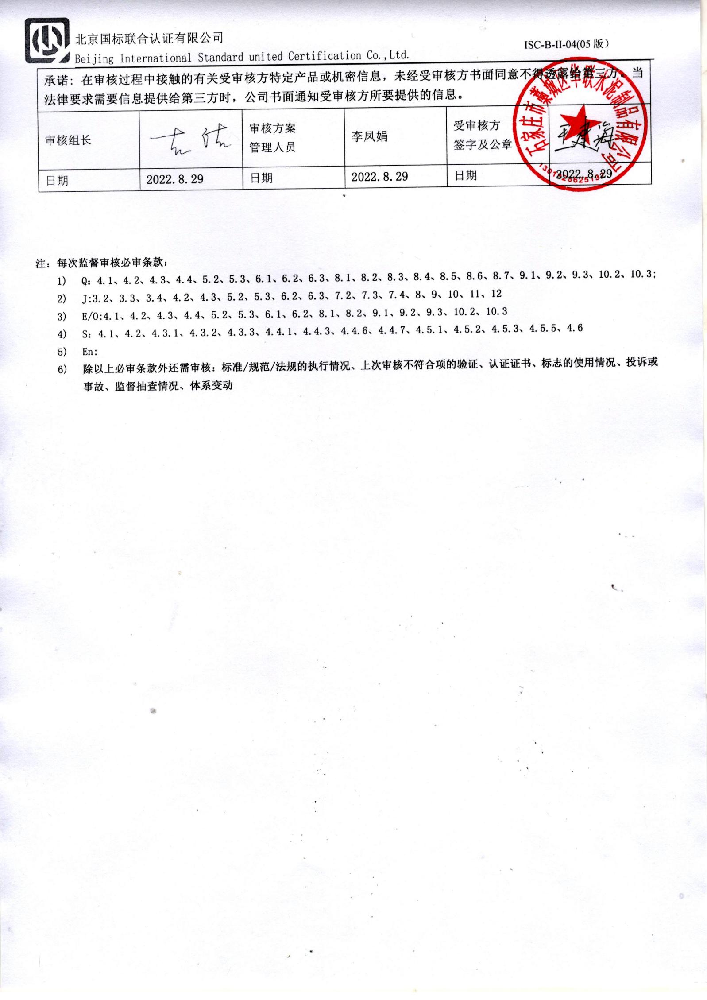 北京国标联合认证有限公司
Beijing International Standard united Certification Co.,Ltd.
ISC-B-II-04(05 版)
承诺：在审核过程中接触的有关受审核方特定产品或机密信息，未经受审核方书面同意不得透露给第三方。当
法律要求需要信息提供给第三方时，公司书面通知受审核方所要提供的信息。
审核组长
审核方案
管理人员
李凤娟
受审核方
签字及公章
王建海
石家庄市藁城区华联水泥制品有限公司
日期
2022.8.29
日期
2022.8.29
日期
2022.8.29
注：每次监督审核必审条款：
1) Q: 4.1、4.2、4.3、4.4、5.2、5.3、6.1、6.2、6.3、8.1、8.2、8.3、8.4、8.5、8.6、8.7、9.1、9.2、9.3、10.2、10.3;
2) J:3.2、3.3、3.4、4.2、4.3、5.2、5.3、6.2、6.3、7.2、7.3、7.4、8、9、10、11、12
3) E/O:4.1、4.2、4.3、4.4、5.2、5.3、6.1、6.2、8.1、8.2、9.1、9.2、9.3、10.2、10.3
4) S: 4.1、4.2、4.3.1、4.3.2、4.3.3、4.4.1、4.4.3、4.4.6、4.4.7、4.5.1、4.5.2、4.5.3、4.5.5、4.6
5) En:
6) 除以上必审条款外还需审核：标准/规范/法规的执行情况、上次审核不符合项的验证、认证证书、标志的使用情况、投诉或
事故、监督抽查情况、体系变动